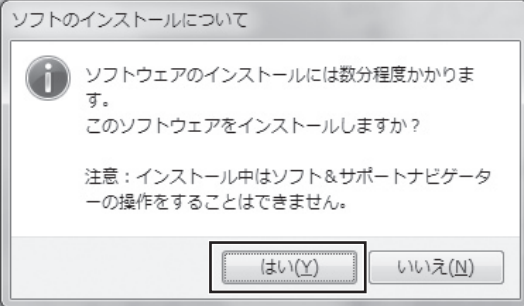 ソフトのインストールについて
ソフトウェアのインストールには数分程度かかりま
す。
このソフトウェアをインストールしますか？
注意：インストール中はソフト＆サポートナビゲータ
ーの操作をすることはできません。
はい(Y) いいえ(N)